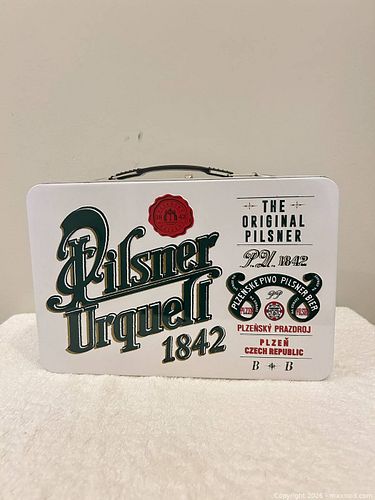 Pilsner
Urquell
1842
THE
ORIGINAL
PILSNER
P.U. 1842
PLZEŇSKÉ PIVO PILSNER BIER
PLZEŇSKÝ PRAZDROJ
PLZEŇ
CZECH REPUBLIC
B B